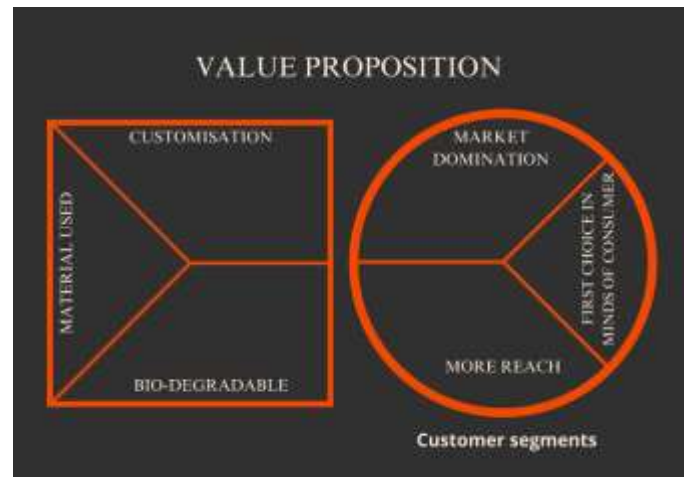 VALUE PROPOSITION
CUSTOMISATION
MATERIAL USED
BIO-DEGRADABLE
MARKET
DOMINATION
FIRST CHOICE IN
MINDS OF CONSUMER
MORE REACH
Customer segments